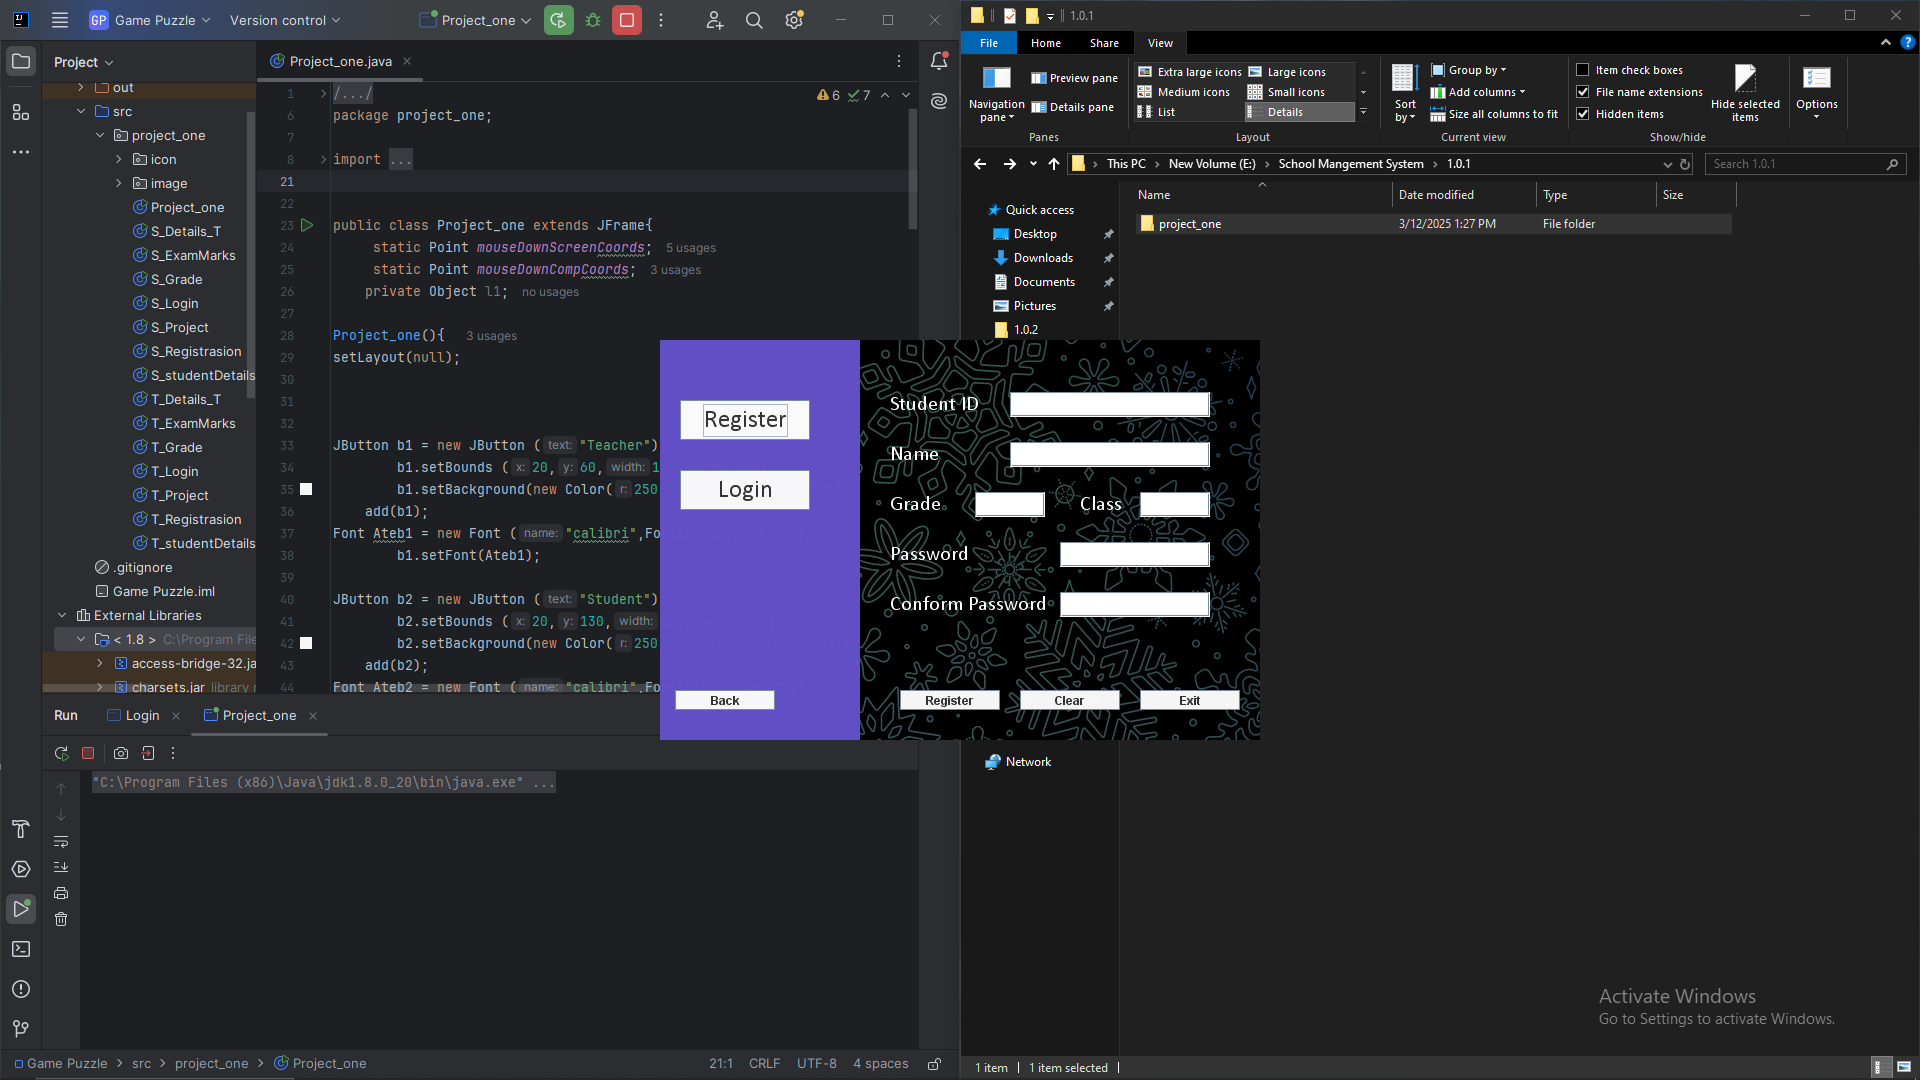 GP Game Puzzle
Version control
Project_one
Project
out
src
project_one
icon
image
Project_one
S_Details_T
S_ExamMarks
S_Grade
S_Login
S_Project
S_Registrasion
S_studentDetails
T_Details_T
T_ExamMarks
T_Grade
T_Login
T_Project
T_Registrasion
T_studentDetails
.gitignore
Game Puzzle.iml
External Libraries
< 1.8 > C:\Program File
access-bridge-32.ja
charsets.jar library
Project_one.java
6 7
1 /.../
6 package project_one;
7
8 import ...
21
22
23 public class Project_one extends JFrame{
24 static Point mouseDownScreenCoords; 5 usages
25 static Point mouseDownCompCoords; 3 usages
26 private Object l1; no usages
27
28 Project_one(){ 3 usages
29 setLayout(null);
30
31
32
33 JButton b1 = new JButton ( text: "Teacher")
34 b1.setBounds ( x: 20, y: 60, width: 1
35 b1.setBackground(new Color( r: 250
36 add(b1);
37 Font Ateb1 = new Font ( name: "calibri",Fo
38 b1.setFont(Ateb1);
39
40 JButton b2 = new JButton ( text: "Student")
41 b2.setBounds ( x: 20, y: 130, width:
42 b2.setBackground(new Color( r: 250
43 add(b2);
44 Font Ateb2 = new Font ( name: "calibri",Fo
Run
Login
Project_one
"C:\Program Files (x86)\Java\jdk1.8.0_20\bin\java.exe" ...
Game Puzzle > src > project_one > Project_one
21:1 CRLF UTF-8 4 spaces
Register
Login
Back
Student ID
Name
Grade
Class
Password
Conform Password
Register
Clear
Exit
1.0.1
File
Home
Share
View
Navigation pane
Preview pane
Details pane
Panes
Extra large icons
Large icons
Medium icons
Small icons
List
Details
Layout
Sort by
Group by
Add columns
Size all columns to fit
Current view
Item check boxes
File name extensions
Hidden items
Hide selected items
Show/hide
Options
This PC > New Volume (E:) > School Mangement System > 1.0.1
Search 1.0.1
Name
Date modified
Type
Size
project_one
3/12/2025 1:27 PM
File folder
Quick access
Desktop
Downloads
Documents
Pictures
1.0.2
Network
Activate Windows
Go to Settings to activate Windows.
1 item
1 item selected